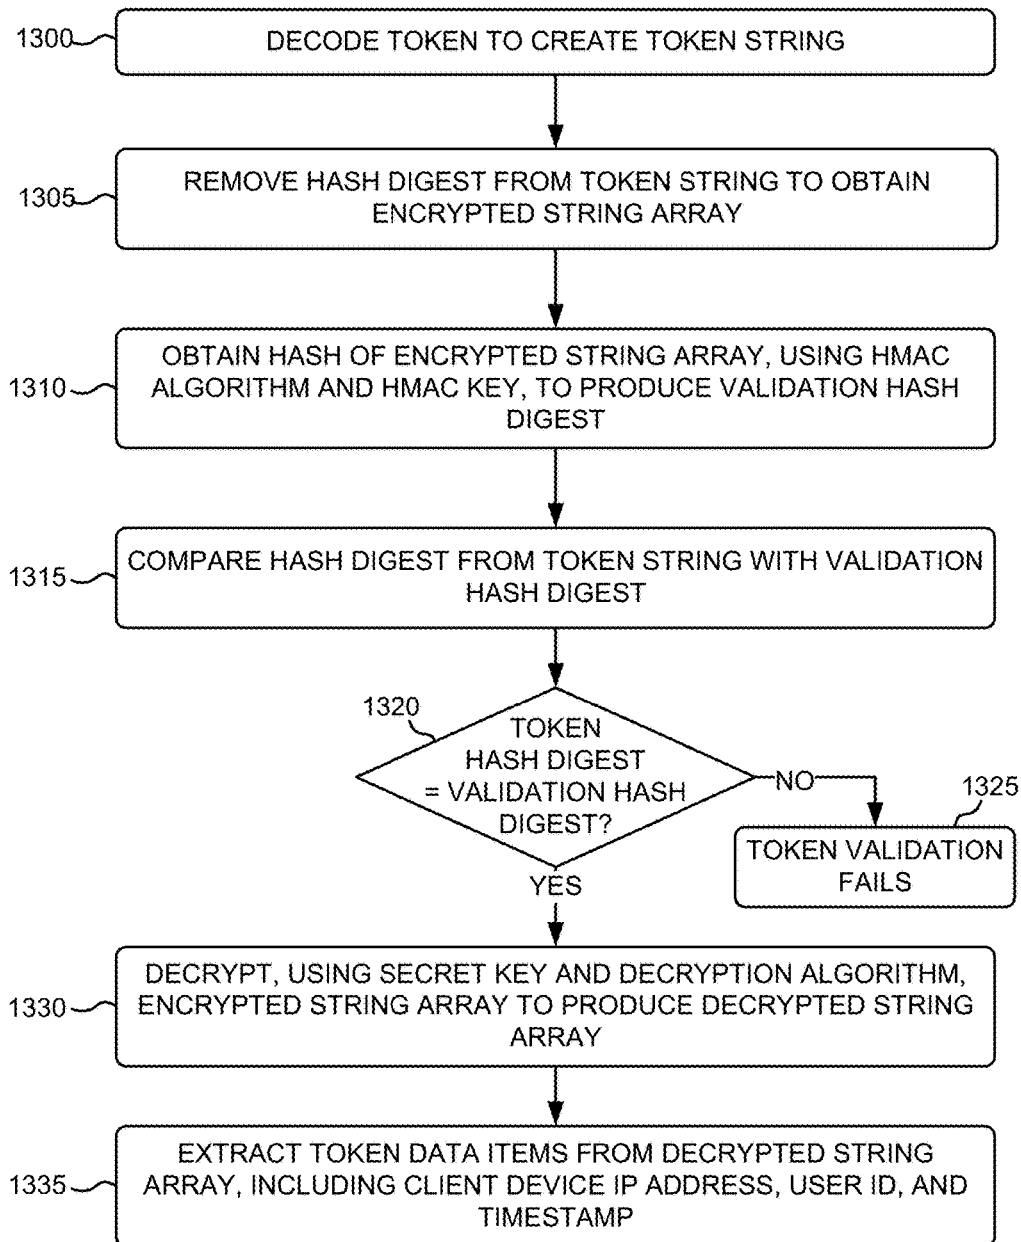 1300
DECODE TOKEN TO CREATE TOKEN STRING
1305
REMOVE HASH DIGEST FROM TOKEN STRING TO OBTAIN
ENCRYPTED STRING ARRAY
1310
OBTAIN HASH OF ENCRYPTED STRING ARRAY, USING HMAC
ALGORITHM AND HMAC KEY, TO PRODUCE VALIDATION HASH
DIGEST
1315
COMPARE HASH DIGEST FROM TOKEN STRING WITH VALIDATION
HASH DIGEST
1320
TOKEN
HASH DIGEST
= VALIDATION HASH
DIGEST?
NO
1325
TOKEN VALIDATION
FAILS
YES
1330
DECRYPT, USING SECRET KEY AND DECRYPTION ALGORITHM,
ENCRYPTED STRING ARRAY TO PRODUCE DECRYPTED STRING
ARRAY
1335
EXTRACT TOKEN DATA ITEMS FROM DECRYPTED STRING
ARRAY, INCLUDING CLIENT DEVICE IP ADDRESS, USER ID, AND
TIMESTAMP